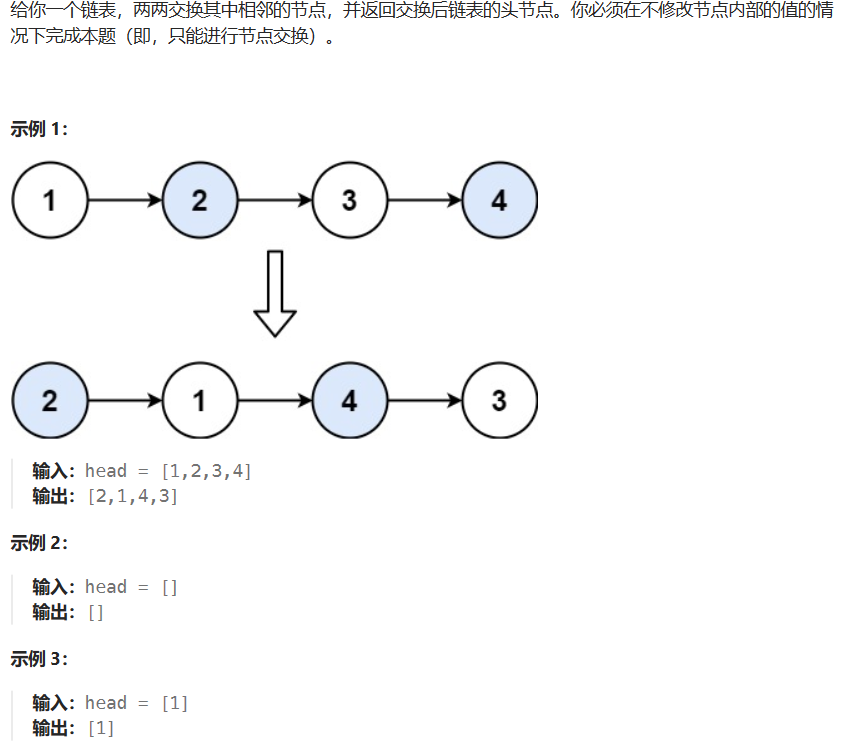 给你一个链表，两两交换其中相邻的节点，并返回交换后链表的头节点。你必须在不修改节点内部的值的情
况下完成本题（即，只能进行节点交换）。
示例 1：
1 2 3 4
2 1 4 3
输入：head = [1,2,3,4]
输出：[2,1,4,3]
示例 2：
输入：head = []
输出：[]
示例 3：
输入：head = [1]
输出：[1]